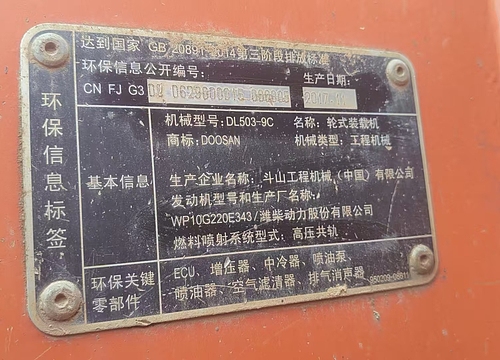 达到国家 GB 20891-2014第三阶段排放标准
环保信息公开编号:
生产日期:
CN FJ G3
环保信息标签
机械型号: DL503-9C 名称: 轮式装载机
商标: DOOSAN 机械类型: 工程机械
基本信息
生产企业名称: 斗山工程机械 (中国) 有限公司
发动机型号和生产厂名称:
WP10G220E343/潍柴动力股份有限公司
燃料喷射系统型式: 高压共轨
环保关键
零部件
ECU、增压器、中冷器、喷油泵
喷油器、空气滤清器、排气消声器